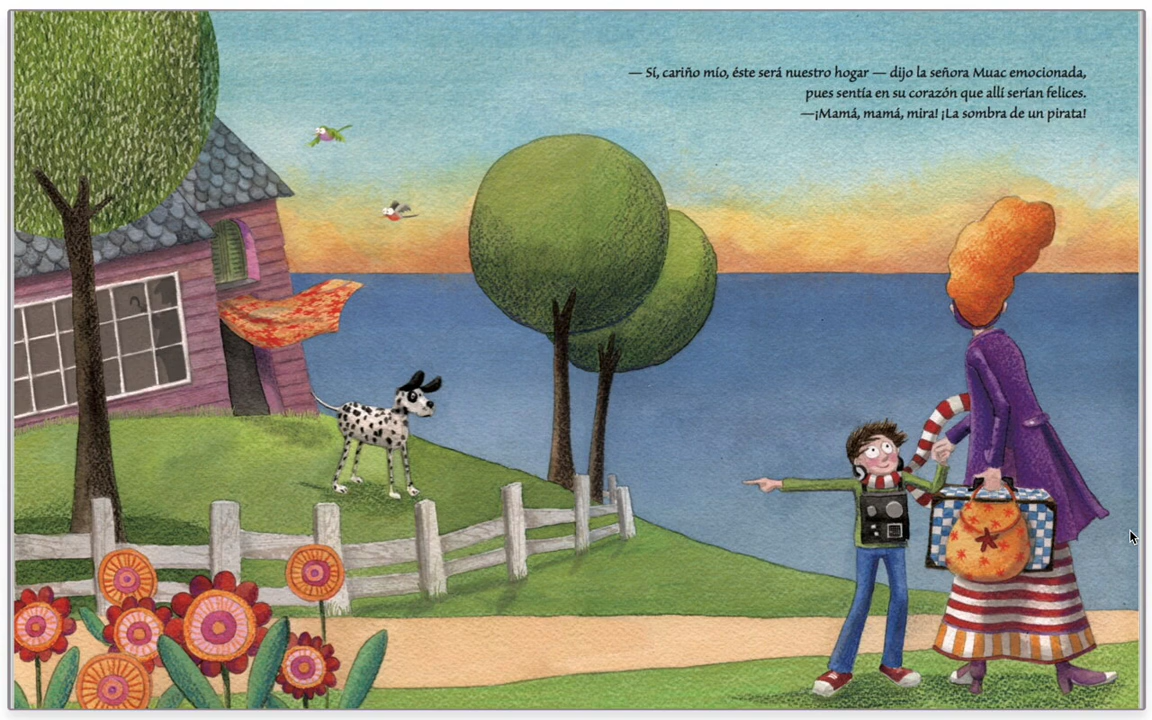 — Sí, cariño mío, éste será nuestro hogar — dijo la señora Muac emocionada,
pues sentía en su corazón que allí serían felices.
—¡Mamá, mamá, mira! ¡La sombra de un pirata!